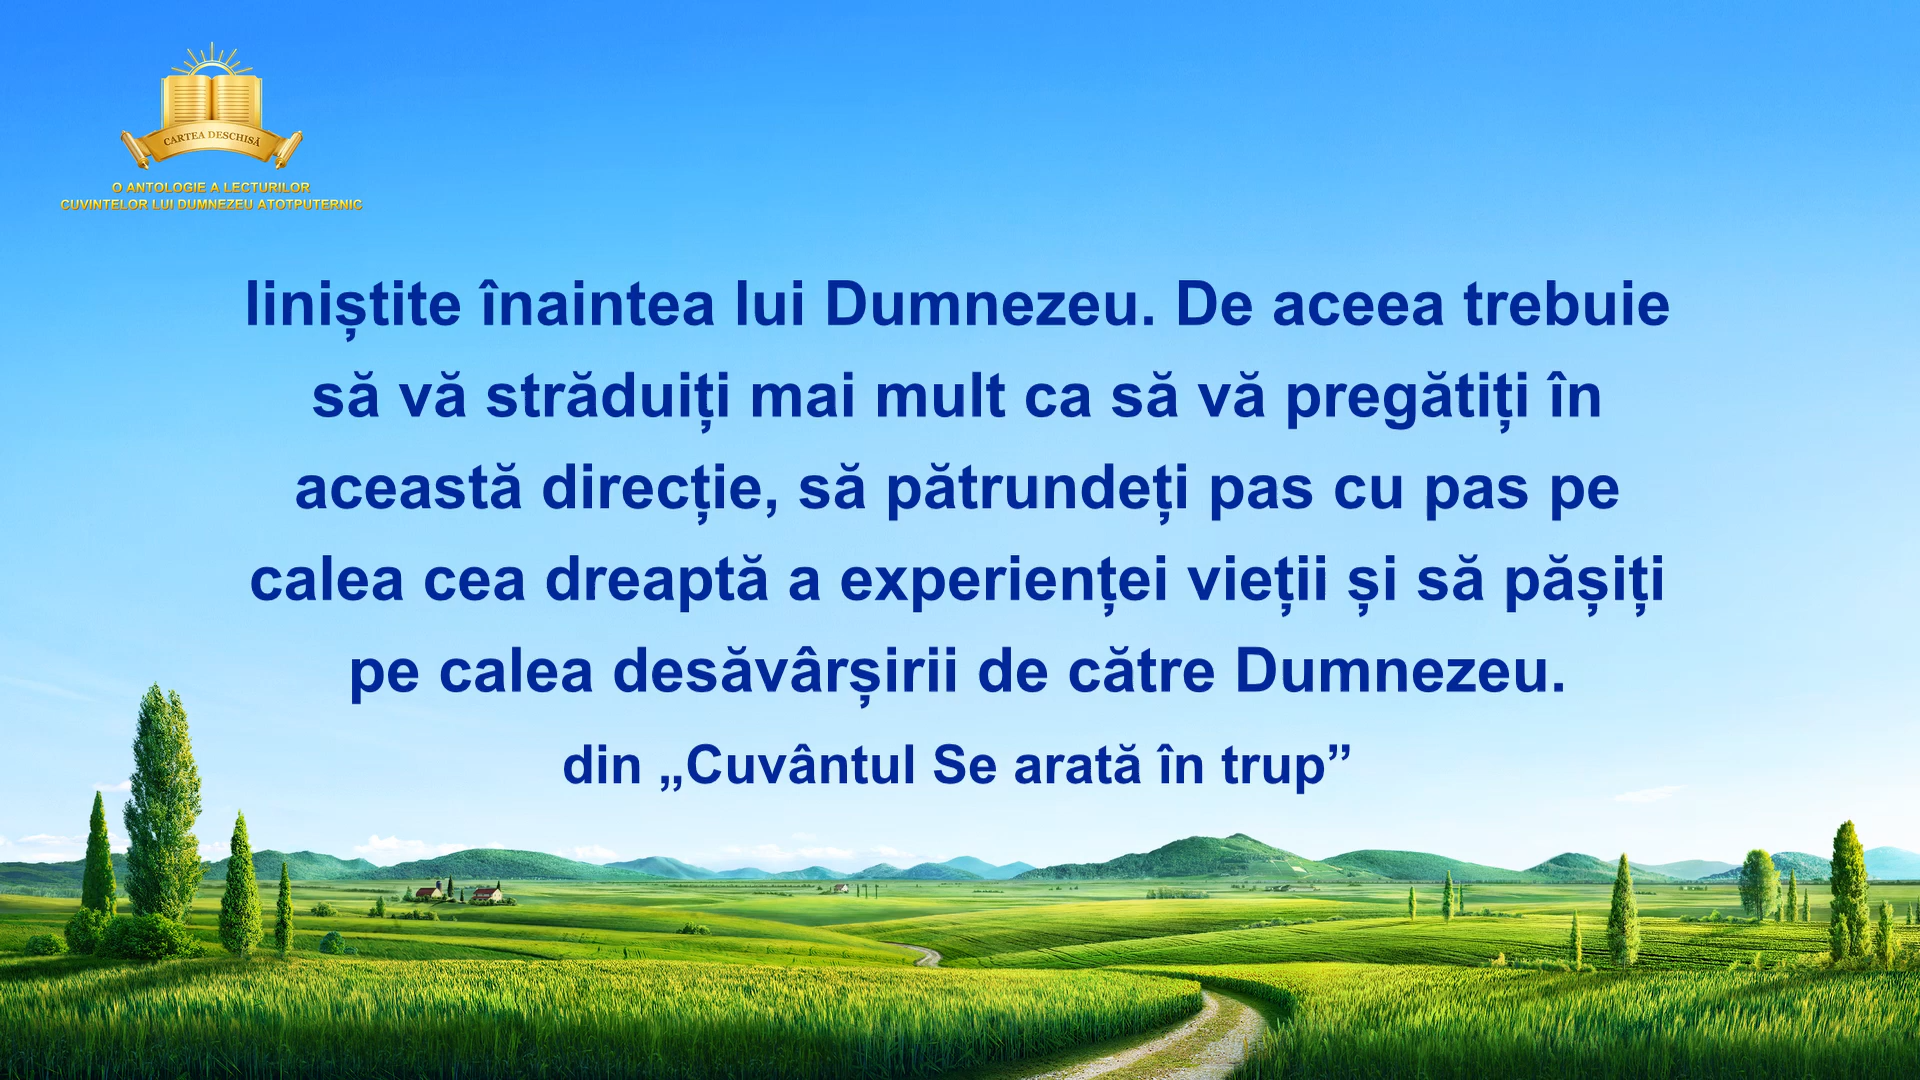 CARTEA DESCHISĂ
O ANTOLOGIE A LECTURILOR
CUVINTELOR LUI DUMNEZEU ATOTPUTERNIC
liniștite înaintea lui Dumnezeu. De aceea trebuie
să vă străduiți mai mult ca să vă pregătiți în
această direcție, să pătrundeți pas cu pas pe
calea cea dreaptă a experienței vieții și să pășiți
pe calea desăvârșirii de către Dumnezeu.
din „Cuvântul Se arată în trup”